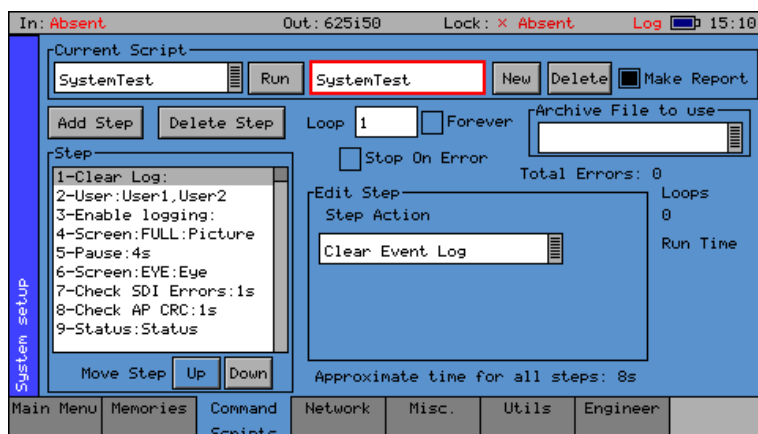 In: Absent Out: 625i50 Lock: × Absent Log 15:10
Current Script
SystemTest Run SystemTest New Delete Make Report
Add Step Delete Step Loop 1 Forever Archive File to use
Stop On Error
Total Errors: 0
Step
1-Clear Log:
2-User:User1,User2
3-Enable logging:
4-Screen:FULL:Picture
5-Pause:4s
6-Screen:EYE:Eye
7-Check SDI Errors:1s
8-Check AP CRC:1s
9-Status:Status
Move Step Up Down
Edit Step
Step Action
Clear Event Log
Loops
0
Run Time
Approximate time for all steps: 8s
System setup
Main Menu Memories Command Scripts Network Misc. Utils Engineer